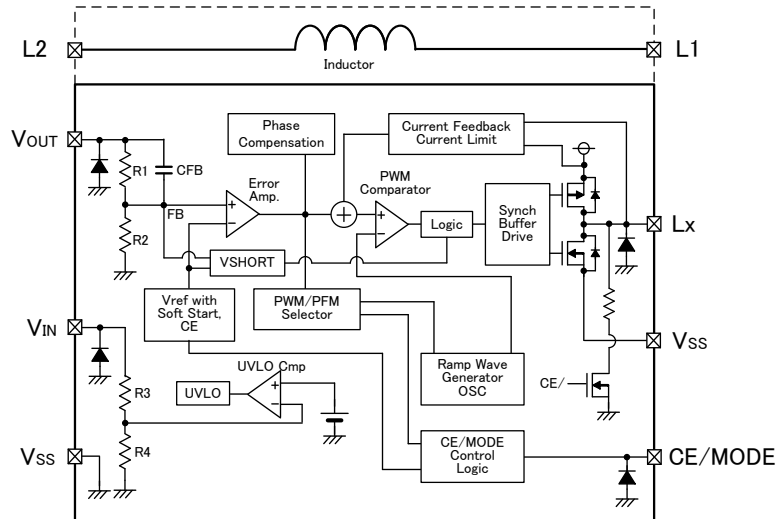 L2
L1
Inductor
VOUT
Phase
Compensation
Current Feedback
Current Limit
R1
CFB
Error
Amp.
PWM
Comparator
FB
R2
Logic
Synch
Buffer
Drive
Lx
VSHORT
Vref with
Soft Start,
CE
PWM/PFM
Selector
VIN
VSS
Ramp Wave
Generator
OSC
UVLO Cmp
UVLO
R3
CE/
R4
VSS
CE/MODE
Control
Logic
CE/MODE